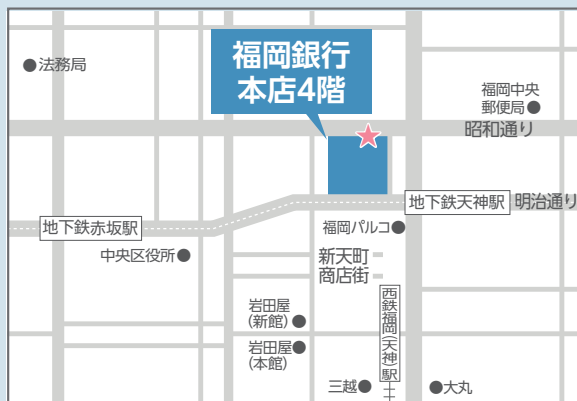 福岡銀行
本店4階
●法務局
福岡中央
郵便局●
昭和通り
地下鉄天神駅
明治通り
地下鉄赤坂駅
福岡パルコ●
中央区役所●
新天町
商店街
西鉄福岡(天神)駅
岩田屋
(新館)●
岩田屋●
(本館)
三越●
●大丸